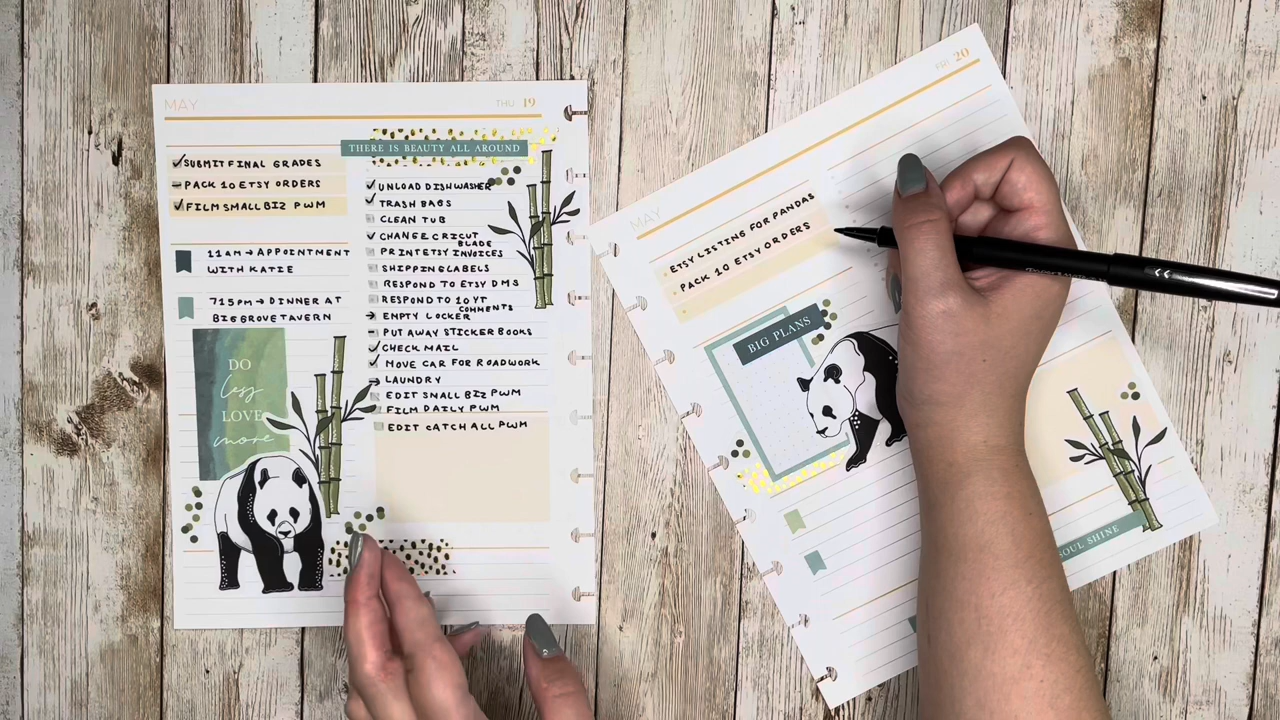 MAY
THU 19
THERE IS BEAUTY ALL AROUND
SUBMIT FINAL GRADES
PACK 10 ETSY ORDERS
FILM SMALL BIZ PWM
11AM → APPOINTMENT
WITH KATIE
715PM → DINNER AT
BIG GROVE TAVERN
DO
less
LOVE
more
UNLOAD DISHWASHER
TRASH BAGS
CLEAN TUB
CHANGE CRICUT
BLADE
PRINT ETSY INVOICES
SHIPPING LABELS
RESPOND TO ETSY DMS
RESPOND TO 10 YT
COMMENTS
EMPTY LOCKER
PUT AWAY STICKER BOOKS
CHECK MAIL
MOVE CAR FOR ROADWORK
LAUNDRY
EDIT SMALL BIZ PWM
FILM DAILY PWM
EDIT CATCH ALL PWM
MAY
FRI 20
ETSY LISTING FOR PANDAS
PACK 10 ETSY ORDERS
BIG PLANS
SOUL SHINE